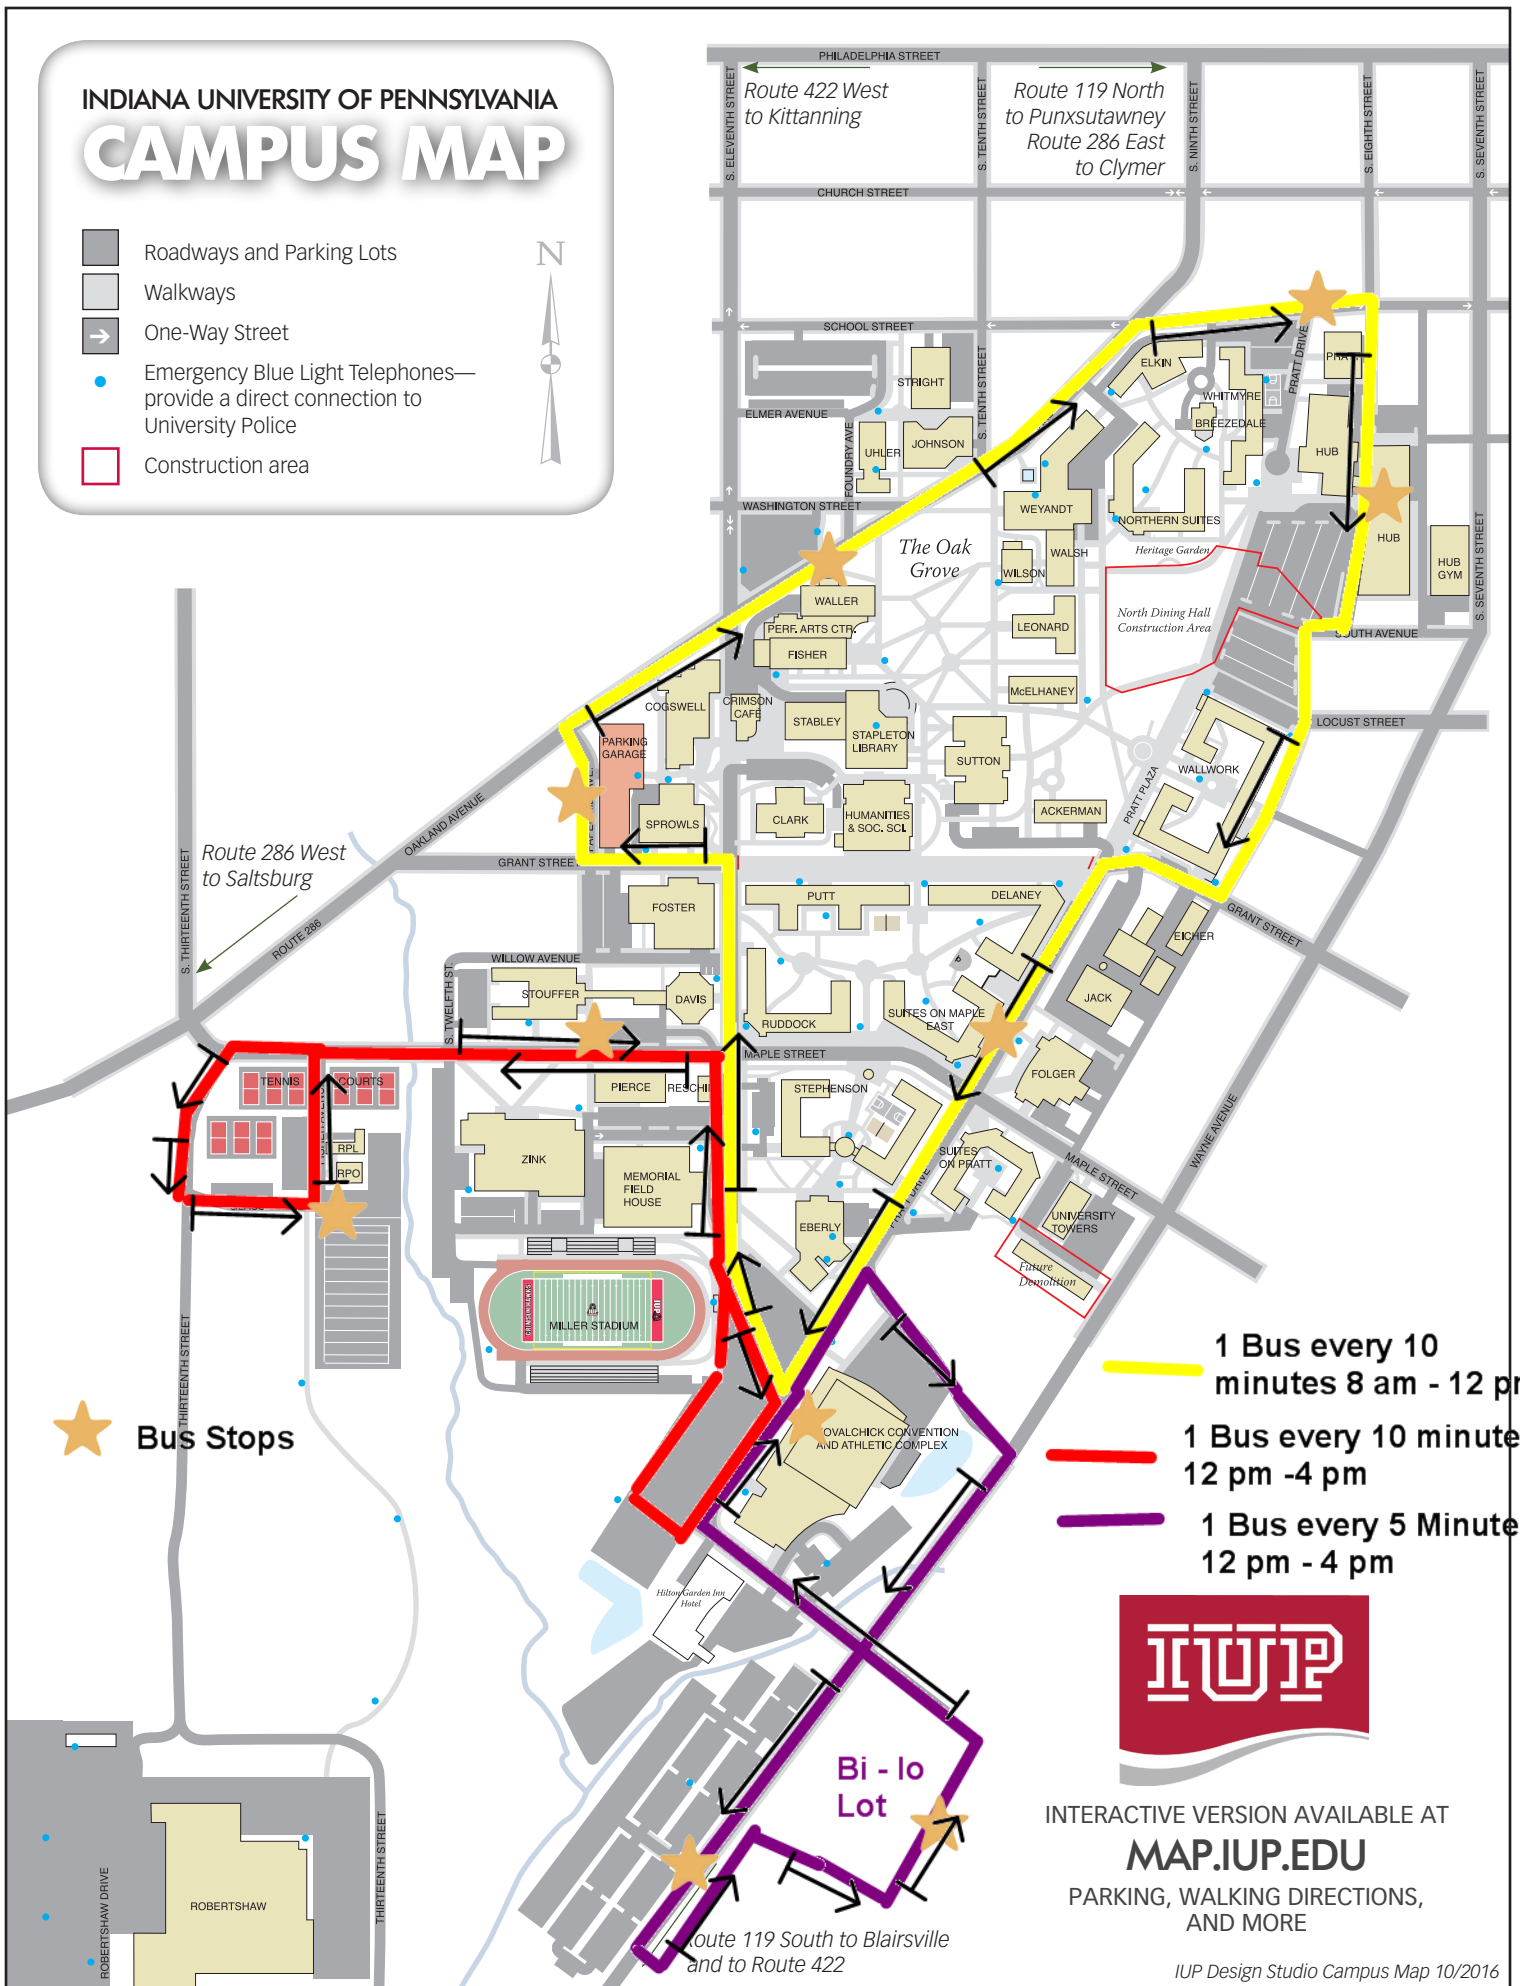 INDIANA UNIVERSITY OF PENNSYLVANIA
CAMPUS MAP
Roadways and Parking Lots
Walkways
One-Way Street
Emergency Blue Light Telephones—
provide a direct connection to
University Police
Construction area
N
PHILADELPHIA STREET
Route 422 West
to Kittanning
Route 119 North
to Punxsutawney
Route 286 East
to Clymer
S. ELEVENTH STREET
S. TENTH STREET
S. NINTH STREET
S. EIGHTH STREET
S. SEVENTH STREET
CHURCH STREET
SCHOOL STREET
STRIGHT
ELMER AVENUE
FOUNDRY AVE
UHLER
JOHNSON
S. TENTH STREET
WASHINGTON STREET
ELKIN
WHITMYRE
BREEZEDALE
PRATT DRIVE
HUB
HUB
HUB
GYM
S. SEVENTH STREET
WEYANDT
NORTHERN SUITES
WALSH
WILSON
The Oak
Grove
Heritage Garden
North Dining Hall
Construction Area
LEONARD
SOUTH AVENUE
WALLER
PERF. ARTS CTR.
FISHER
McELHANEY
COGSWELL
CRIMSON
CAFÉ
STABLEY
STAPLETON
LIBRARY
SUTTON
LOCUST STREET
WALLWORK
PRATT PLAZA
PARKING
GARAGE
SPROWLS
CLARK
HUMANITIES
& SOC. SCI.
ACKERMAN
OAKLAND AVENUE
GRANT STREET
Route 286 West
to Saltsburg
S. THIRTEENTH STREET
ROUTE 286
FOSTER
PUTT
DELANEY
GRANT STREET
EICHER
JACK
WILLOW AVENUE
S. TWELFTH ST.
STOUFFER
DAVIS
RUDDOCK
SUITES ON MAPLE
EAST
MAPLE STREET
FOLGER
TENNIS
COURTS
PIERCE
STEPHENSON
RPL
RPO
ZINK
MEMORIAL
FIELD
HOUSE
SUITES
ON PRATT
MAPLE STREET
WAYNE AVENUE
EBERLY
UNIVERSITY
TOWERS
Future
Demolition
MILLER STADIUM
IUP
THIRTEENTH STREET
Bus Stops
1 Bus every 10
minutes 8 am - 12 p
1 Bus every 10 minute
12 pm -4 pm
1 Bus every 5 Minute
12 pm - 4 pm
OVALCHICK CONVENTION
AND ATHLETIC COMPLEX
Hilton Garden Inn
Hotel
IUP
Bi - lo
Lot
INTERACTIVE VERSION AVAILABLE AT
MAP.IUP.EDU
PARKING, WALKING DIRECTIONS,
AND MORE
ROBERTSHAW
ROBERTSHAW DRIVE
THIRTEENTH STREET
oute 119 South to Blairsville
and to Route 422
IUP Design Studio Campus Map 10/2016